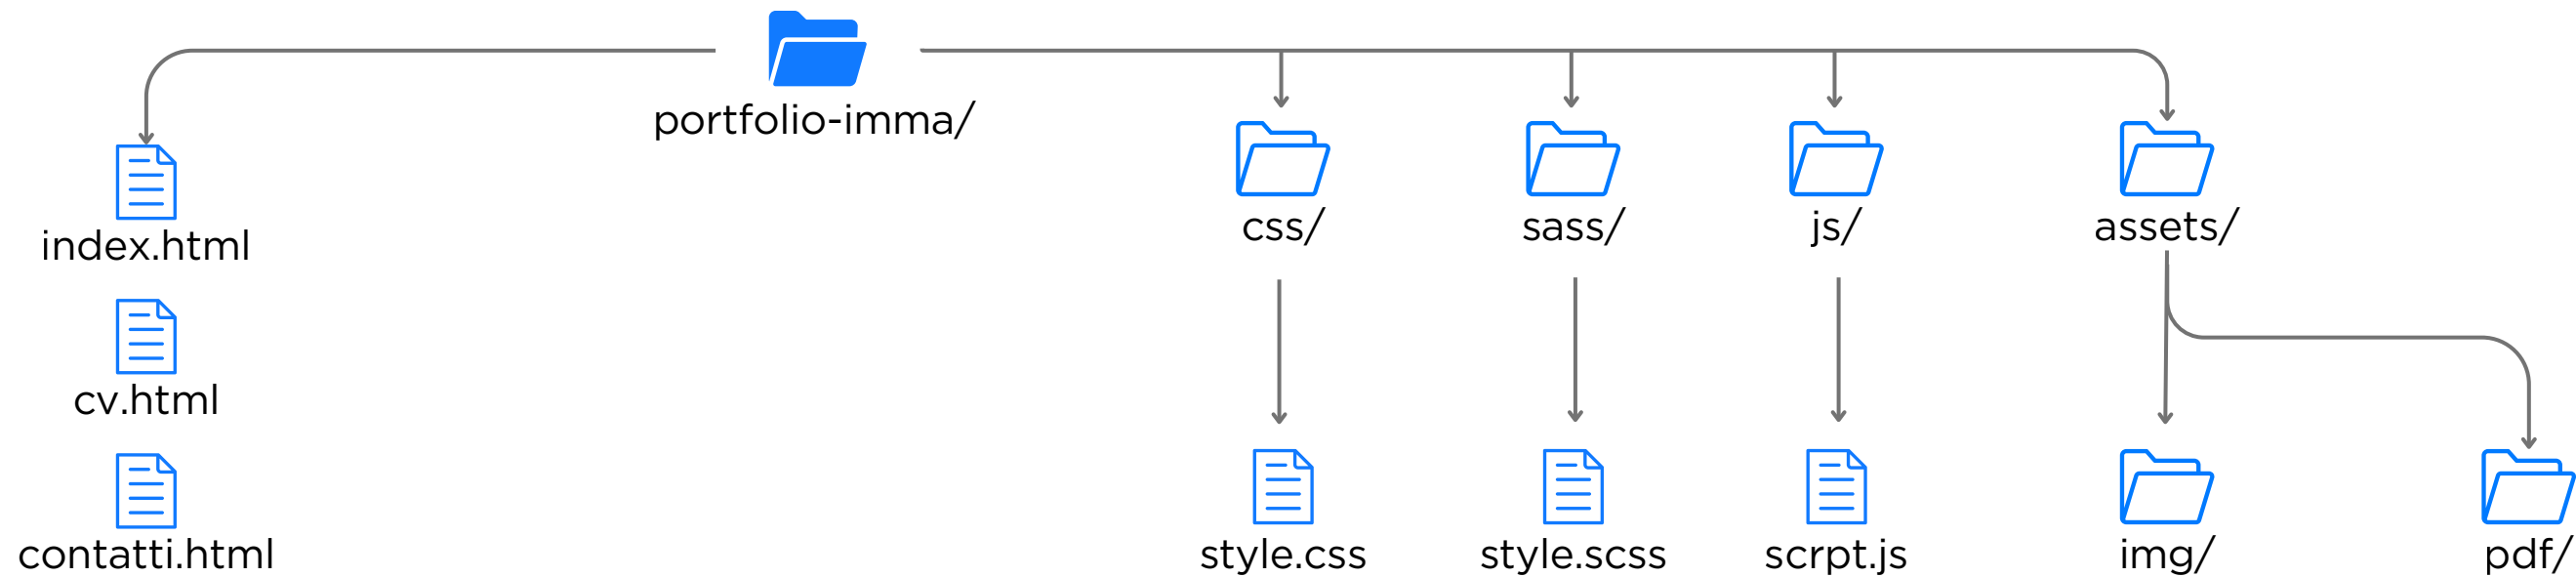 portfolio-imma/
index.html
cv.html
contatti.html
css/
sass/
js/
assets/
style.css
style.scss
scrpt.js
img/
pdf/